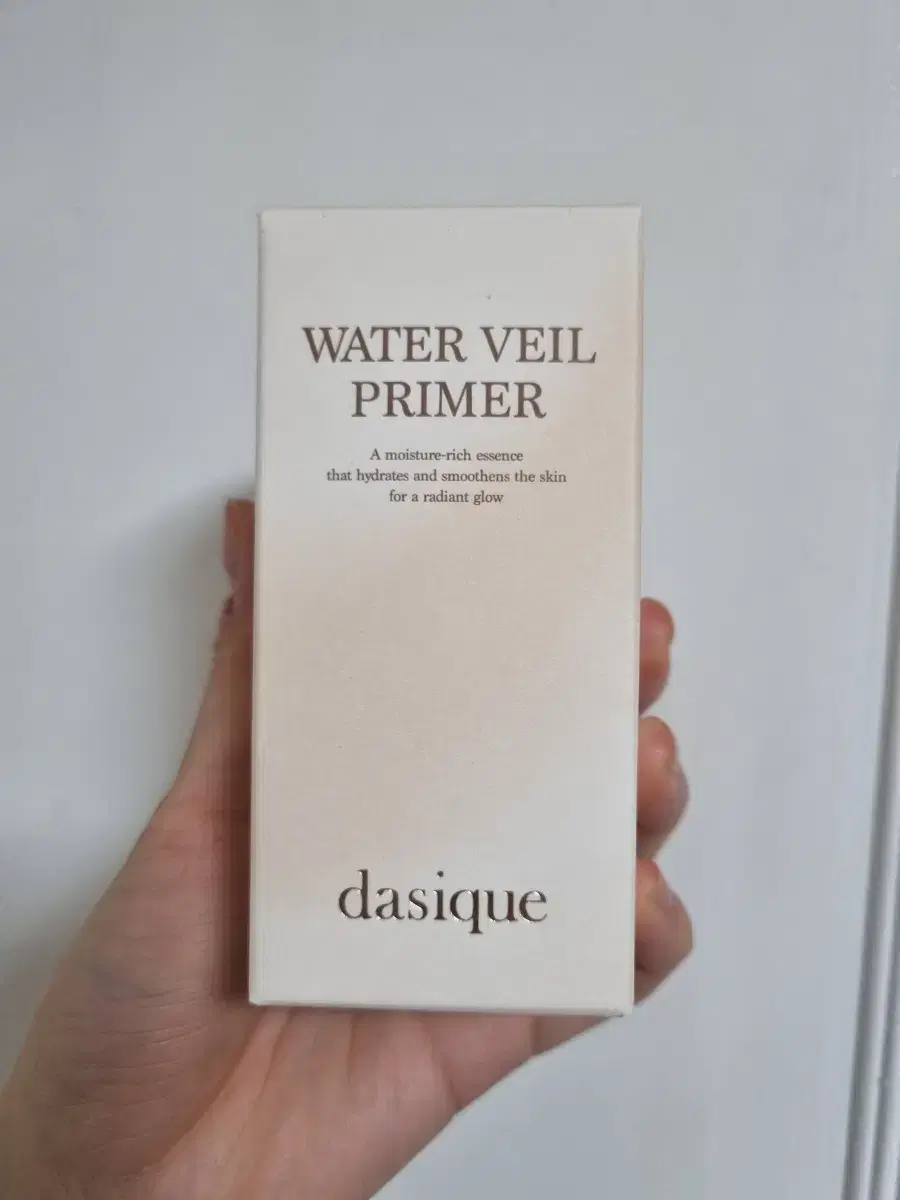 WATER VEIL
PRIMER
A moisture-rich essence
that hydrates and smoothens the skin
for a radiant glow
dasique